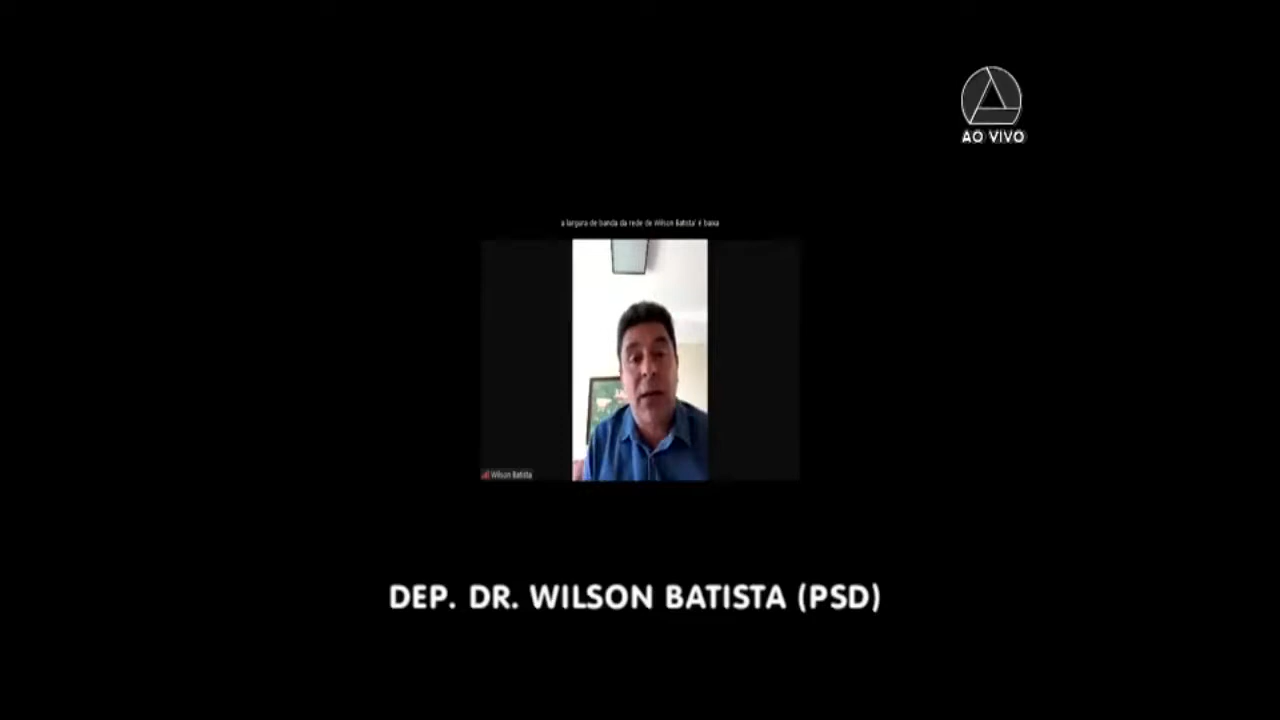 AO VIVO
a largura de banda da rede de Wilson Batista' é baixa
Wilson Batista
DEP. DR. WILSON BATISTA (PSD)